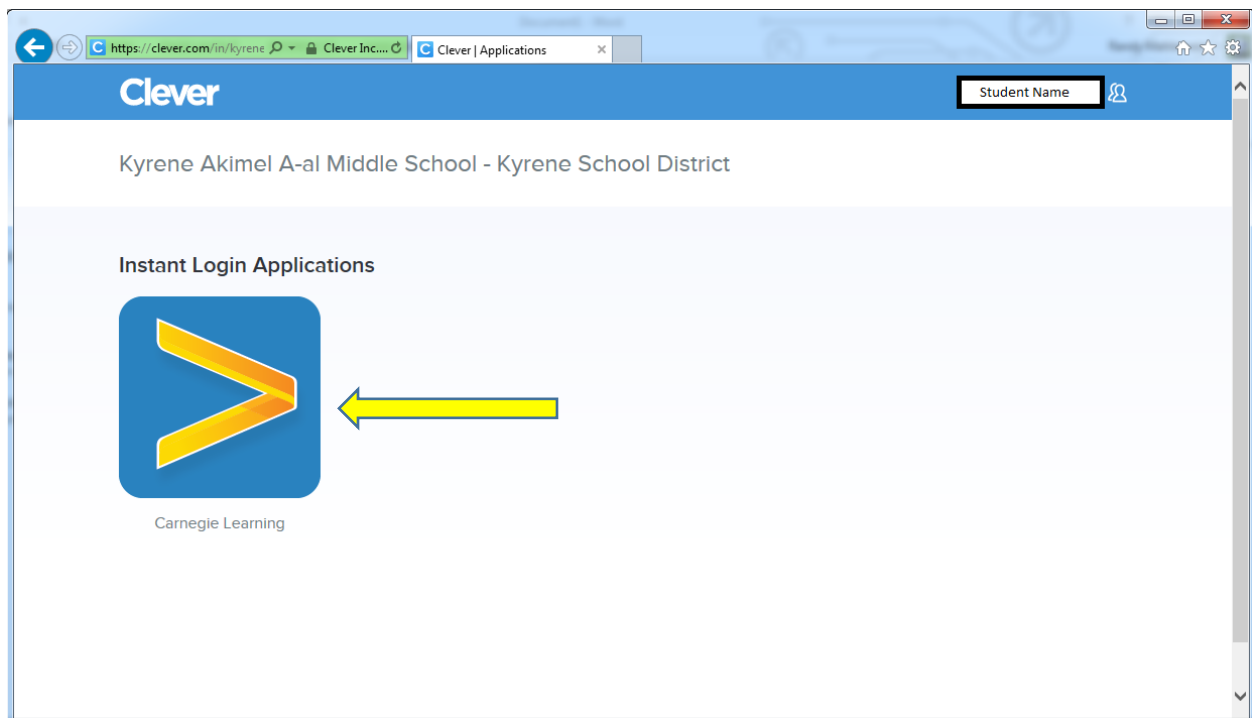 https://clever.com/in/kyrene
Clever Inc....
Clever | Applications
Clever
Student Name
Kyrene Akimel A-al Middle School - Kyrene School District
Instant Login Applications
Carnegie Learning